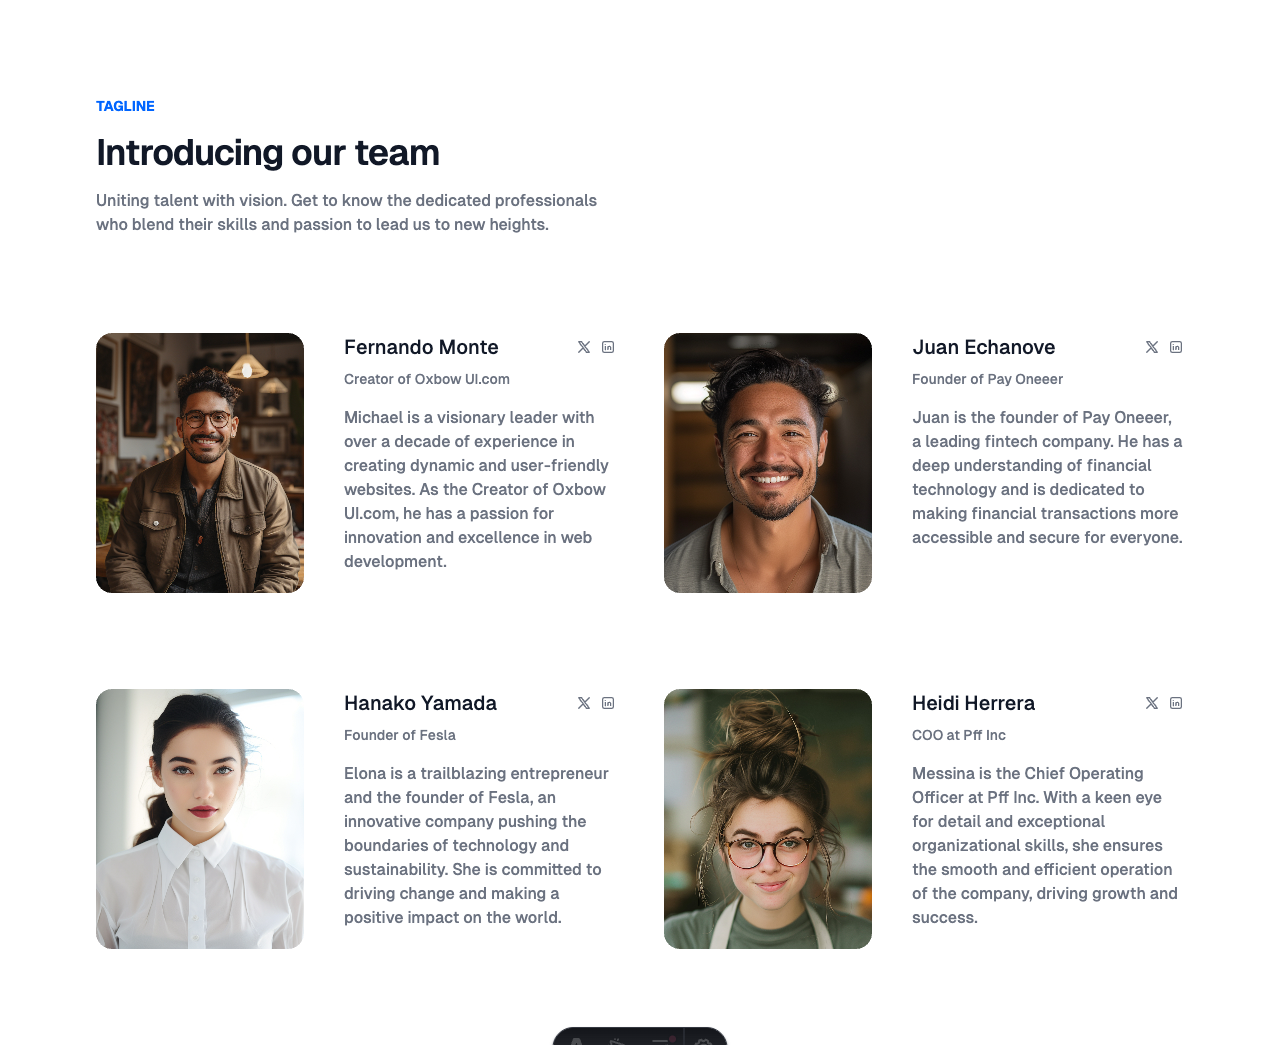 TAGLINE
Introducing our team
Uniting talent with vision. Get to know the dedicated professionals
who blend their skills and passion to lead us to new heights.
Fernando Monte
Creator of Oxbow UI.com
Michael is a visionary leader with
over a decade of experience in
creating dynamic and user-friendly
websites. As the Creator of Oxbow
UI.com, he has a passion for
innovation and excellence in web
development.
Juan Echanove
Founder of Pay Oneeer
Juan is the founder of Pay Oneeer,
a leading fintech company. He has a
deep understanding of financial
technology and is dedicated to
making financial transactions more
accessible and secure for everyone.
Hanako Yamada
Founder of Fesla
Elona is a trailblazing entrepreneur
and the founder of Fesla, an
innovative company pushing the
boundaries of technology and
sustainability. She is committed to
driving change and making a
positive impact on the world.
Heidi Herrera
COO at Pff Inc
Messina is the Chief Operating
Officer at Pff Inc. With a keen eye
for detail and exceptional
organizational skills, she ensures
the smooth and efficient operation
of the company, driving growth and
success.